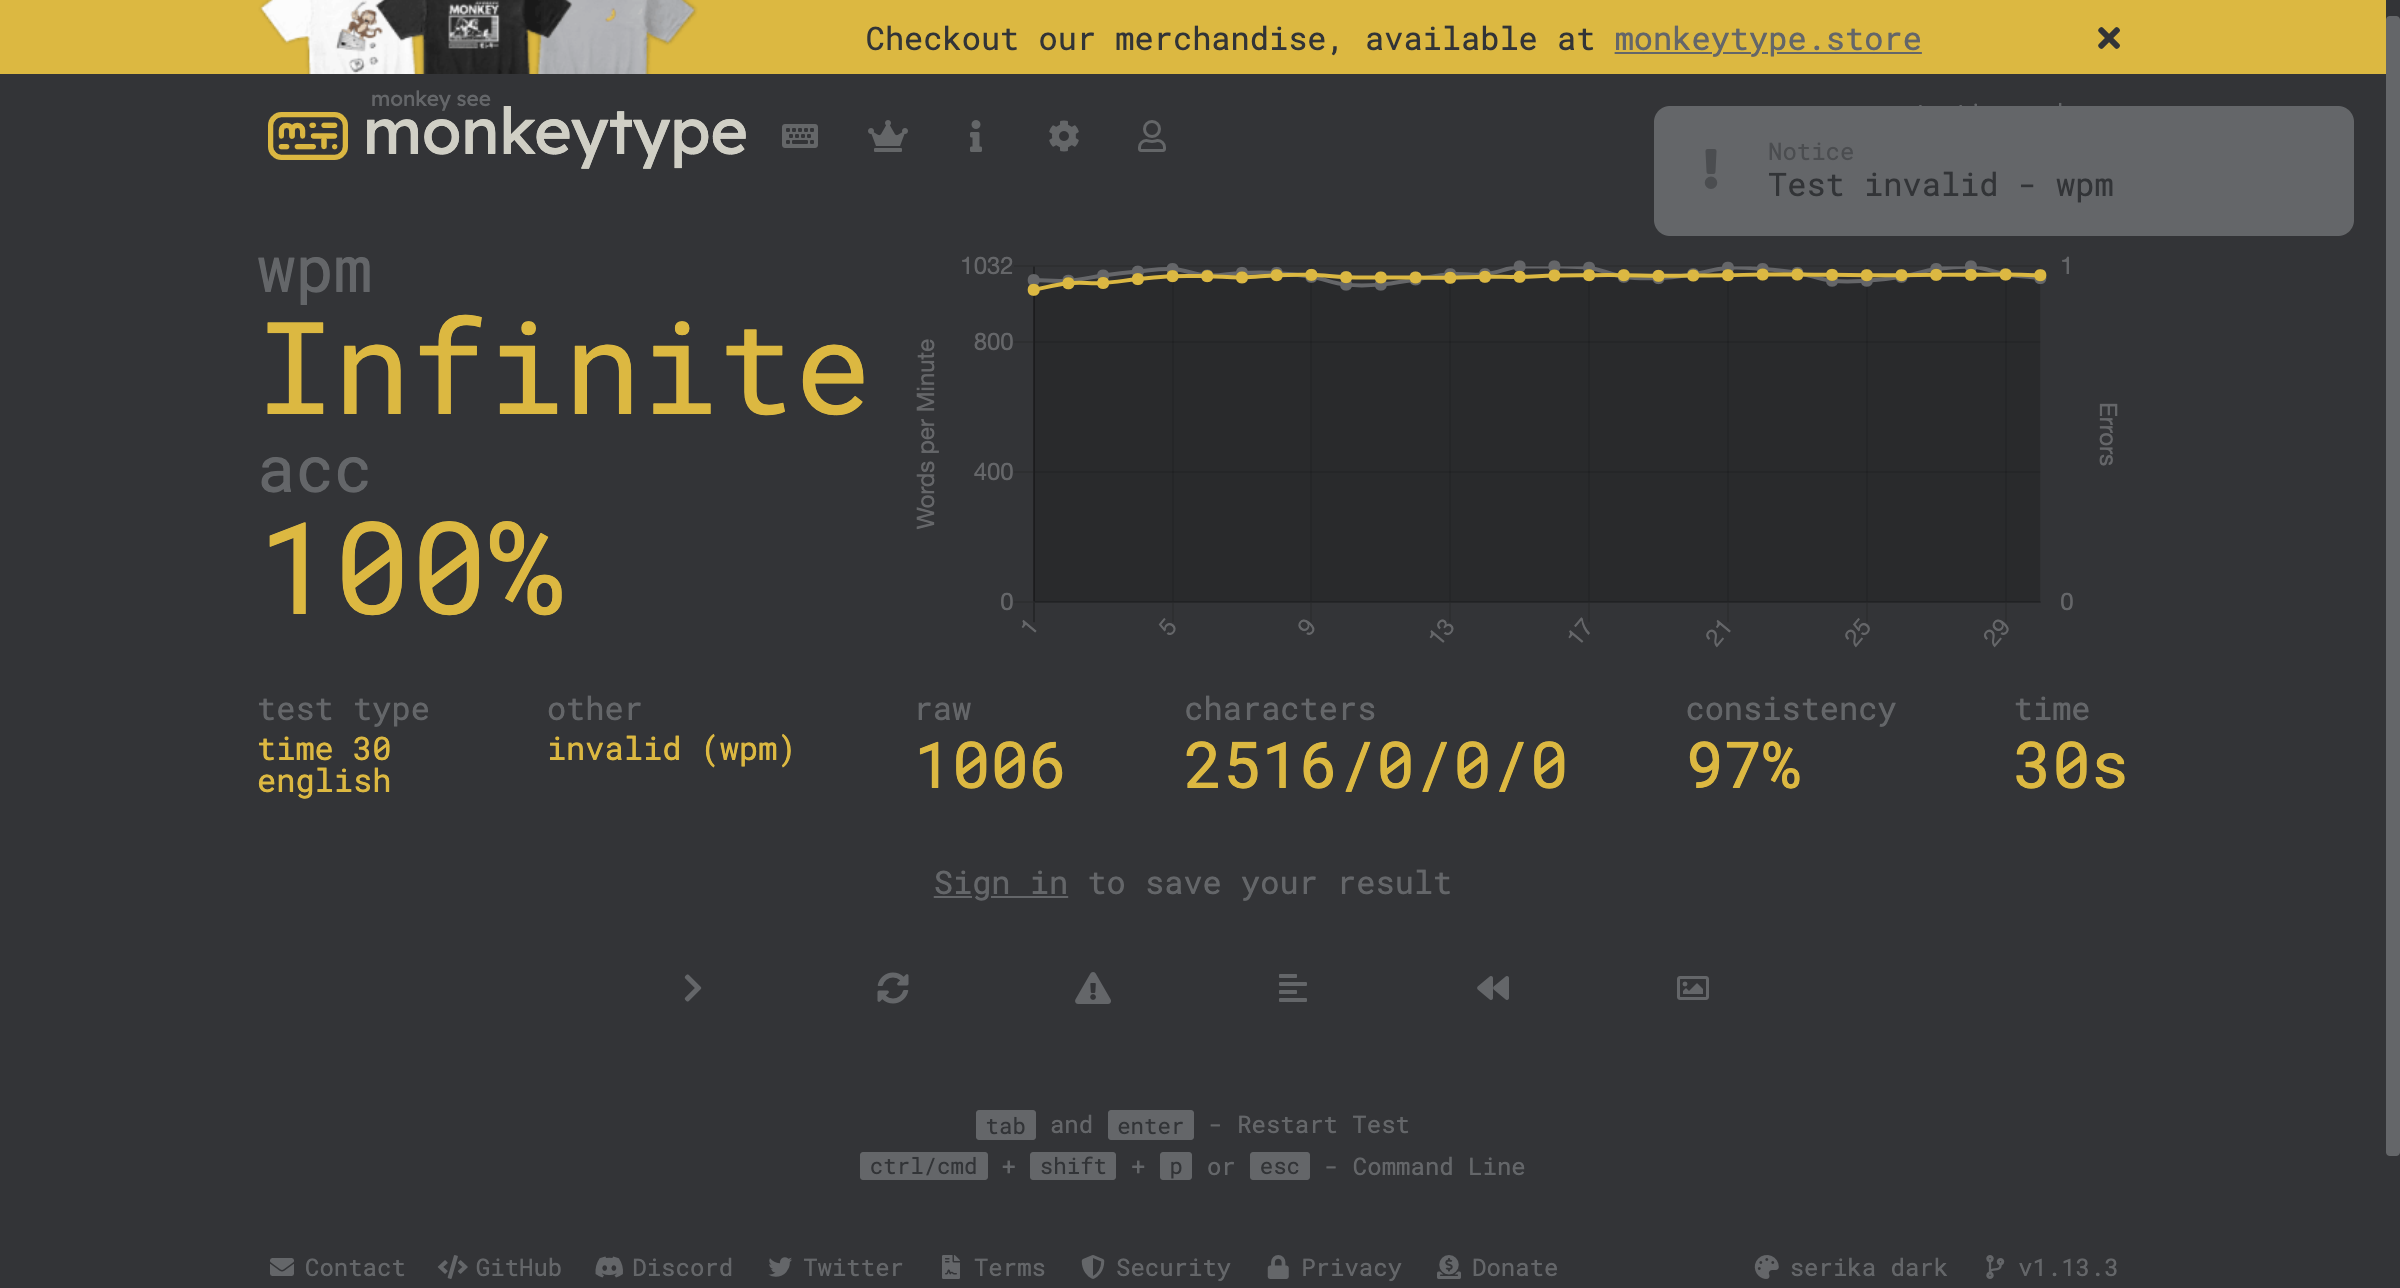 MONKEY
Checkout our merchandise, available at monkeytype.store
monkey see
monkeytype
Notice
Test invalid - wpm
wpm
Infinite
acc
100%
1032
800
400
0
Words per Minute
1
0
Errors
1 5 9 13 17 21 25 29
test type
time 30
english
other
invalid (wpm)
raw
1006
characters
2516/0/0/0
consistency
97%
time
30s
Sign in to save your result
tab and enter - Restart Test
ctrl/cmd + shift + p or esc - Command Line
Contact GitHub Discord Twitter Terms Security Privacy Donate serika dark v1.13.3